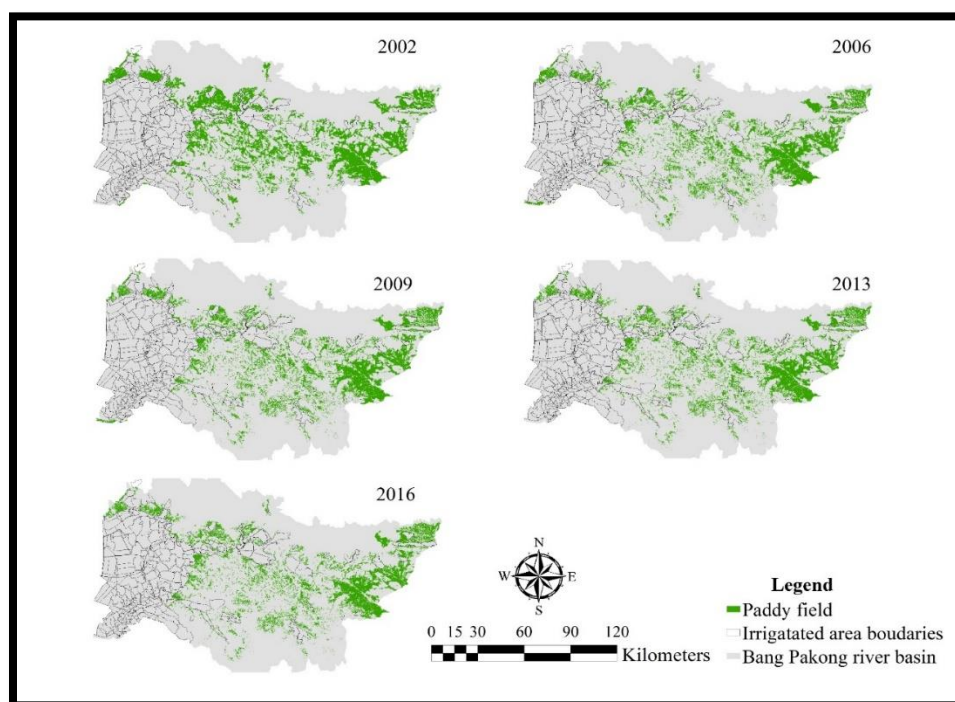 2002
2006
2009
2013
2016
N
W E
S
0 15 30 60 90 120
Kilometers
Legend
Paddy field
Irrigatated area boudaries
Bang Pakong river basin